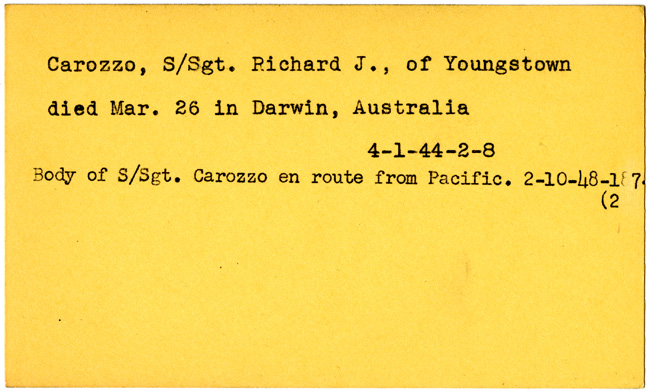 Carozzo, S/Sgt. Richard J., of Youngstown
died Mar. 26 in Darwin, Australia
4-1-44-2-8
Body of S/Sgt. Carozzo en route from Pacific. 2-10-48-
(2